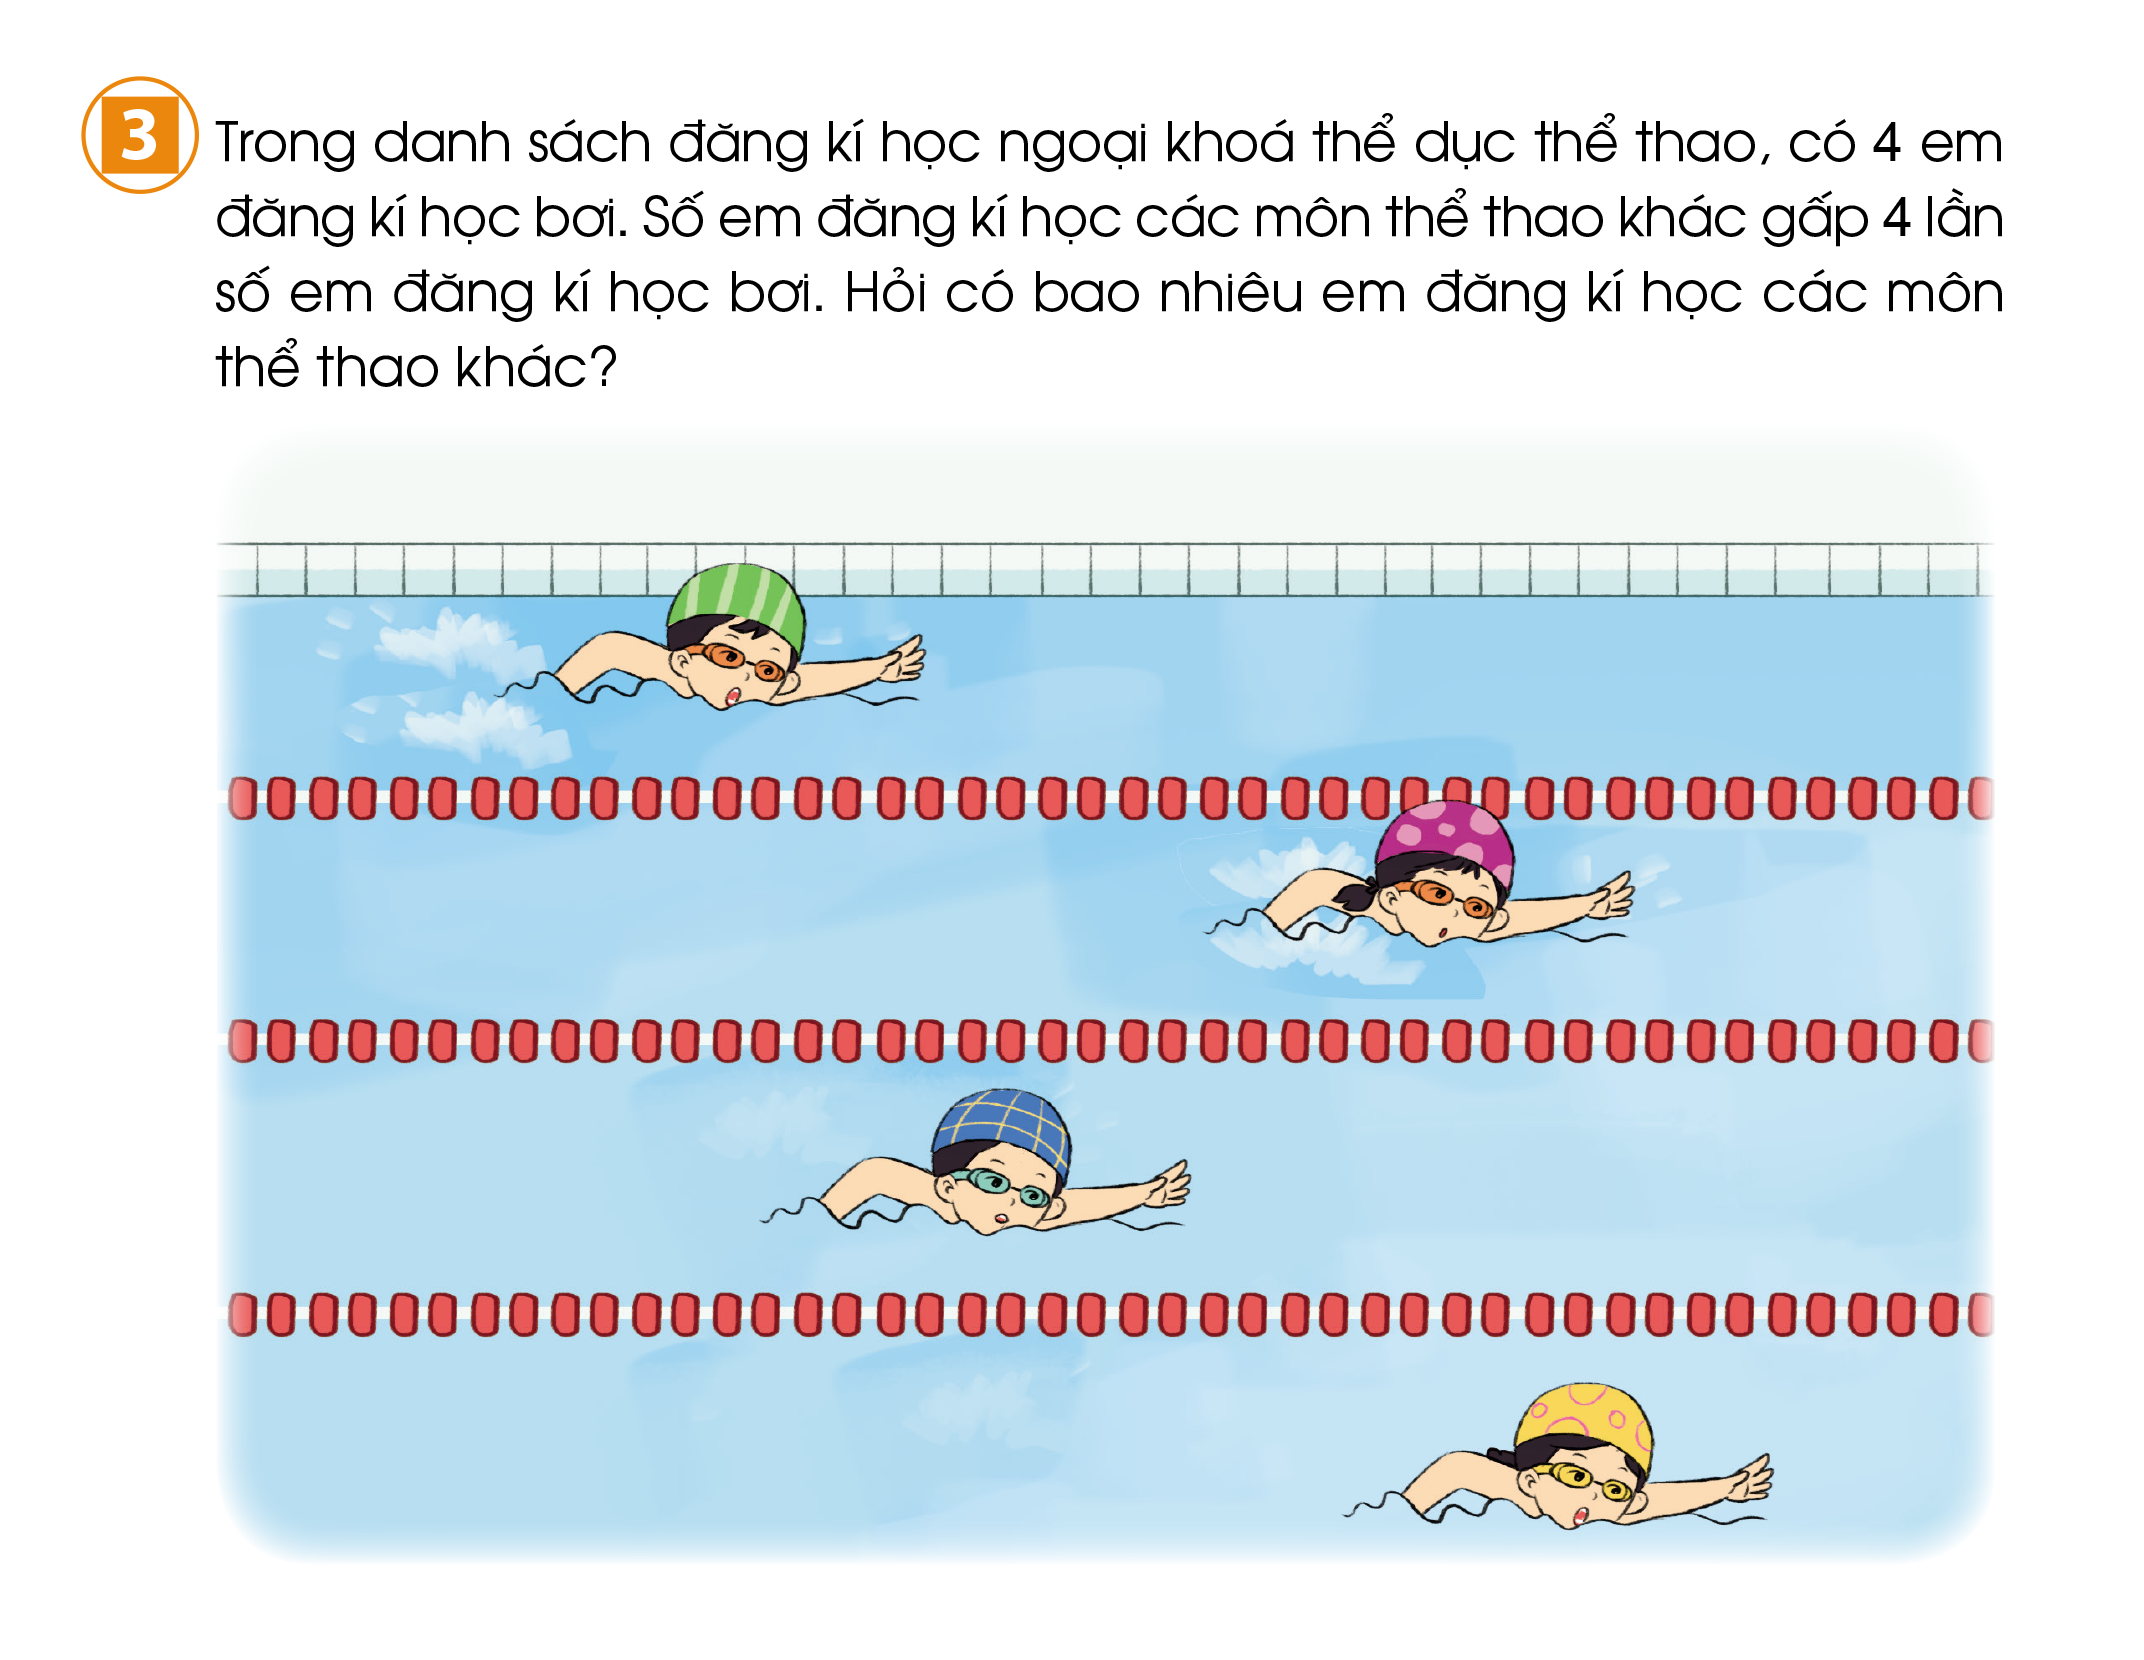 3 Trong danh sách đăng kí học ngoại khoá thể dục thể thao, có 4 em
đăng kí học bơi. Số em đăng kí học các môn thể thao khác gấp 4 lần
số em đăng kí học bơi. Hỏi có bao nhiêu em đăng kí học các môn
thể thao khác?